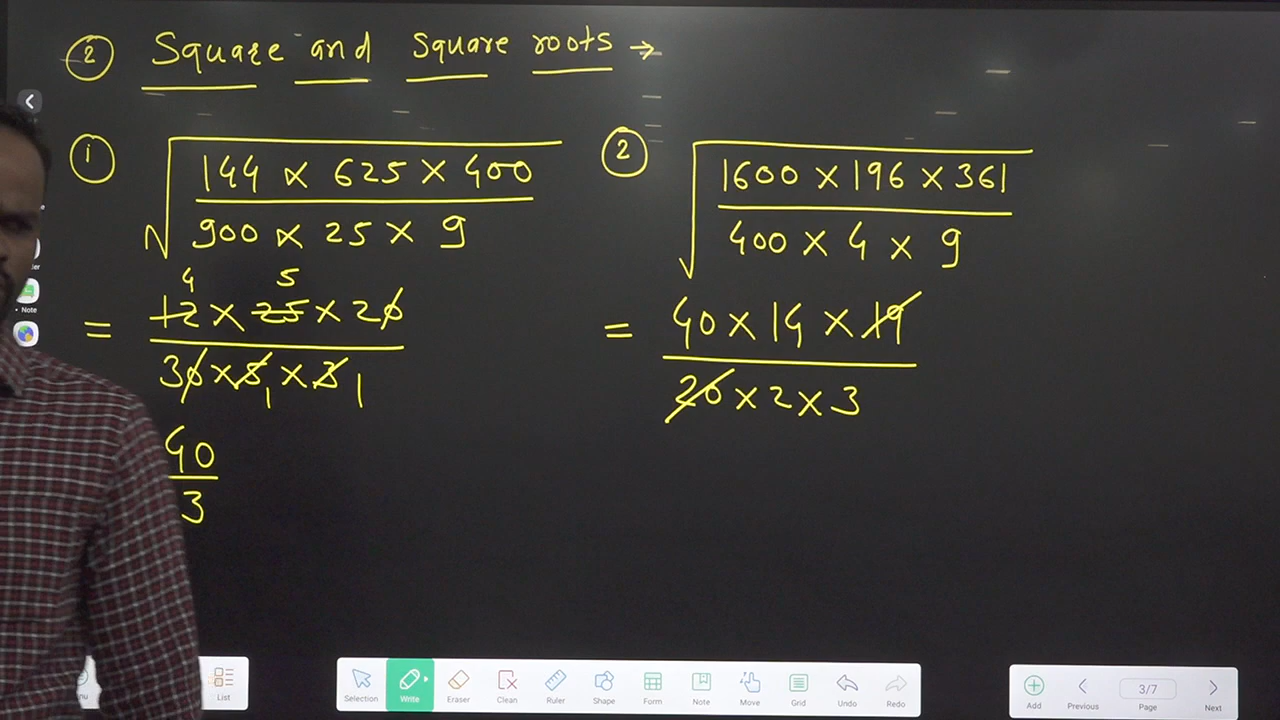 ② Square and Square roots →
① √(144 × 625 × 400 / 900 × 25 × 9)
= 12 × 25 × 20 / 30 × 5 × 3
4 5
1 1
40 / 3
② √(1600 × 196 × 361 / 400 × 4 × 9)
= 40 × 14 × 19 / 20 × 2 × 3
Note
List
Selection
Write
Eraser
Clean
Ruler
Shape
Form
Note
Move
Grid
Undo
Redo
Add
Previous
3/7
Page
Next